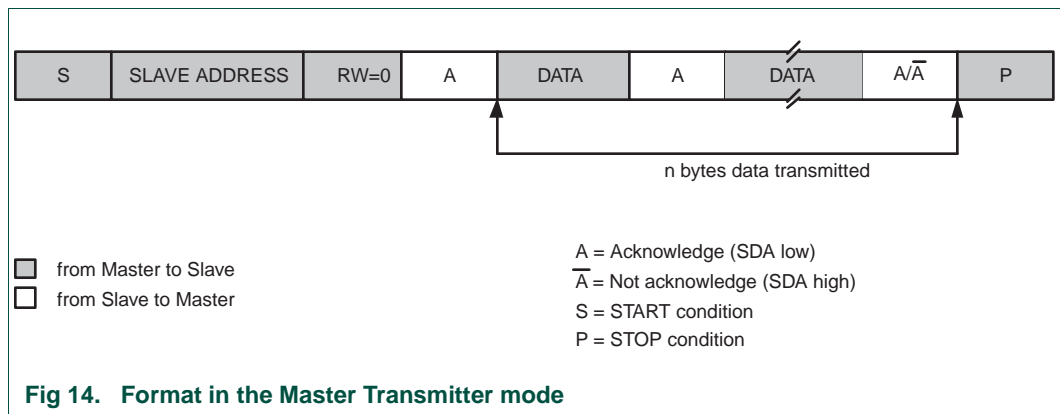 S SLAVE ADDRESS RW=0 A DATA A DATA A/A̅ P
n bytes data transmitted
from Master to Slave
from Slave to Master
A = Acknowledge (SDA low)
A̅ = Not acknowledge (SDA high)
S = START condition
P = STOP condition
Fig 14. Format in the Master Transmitter mode